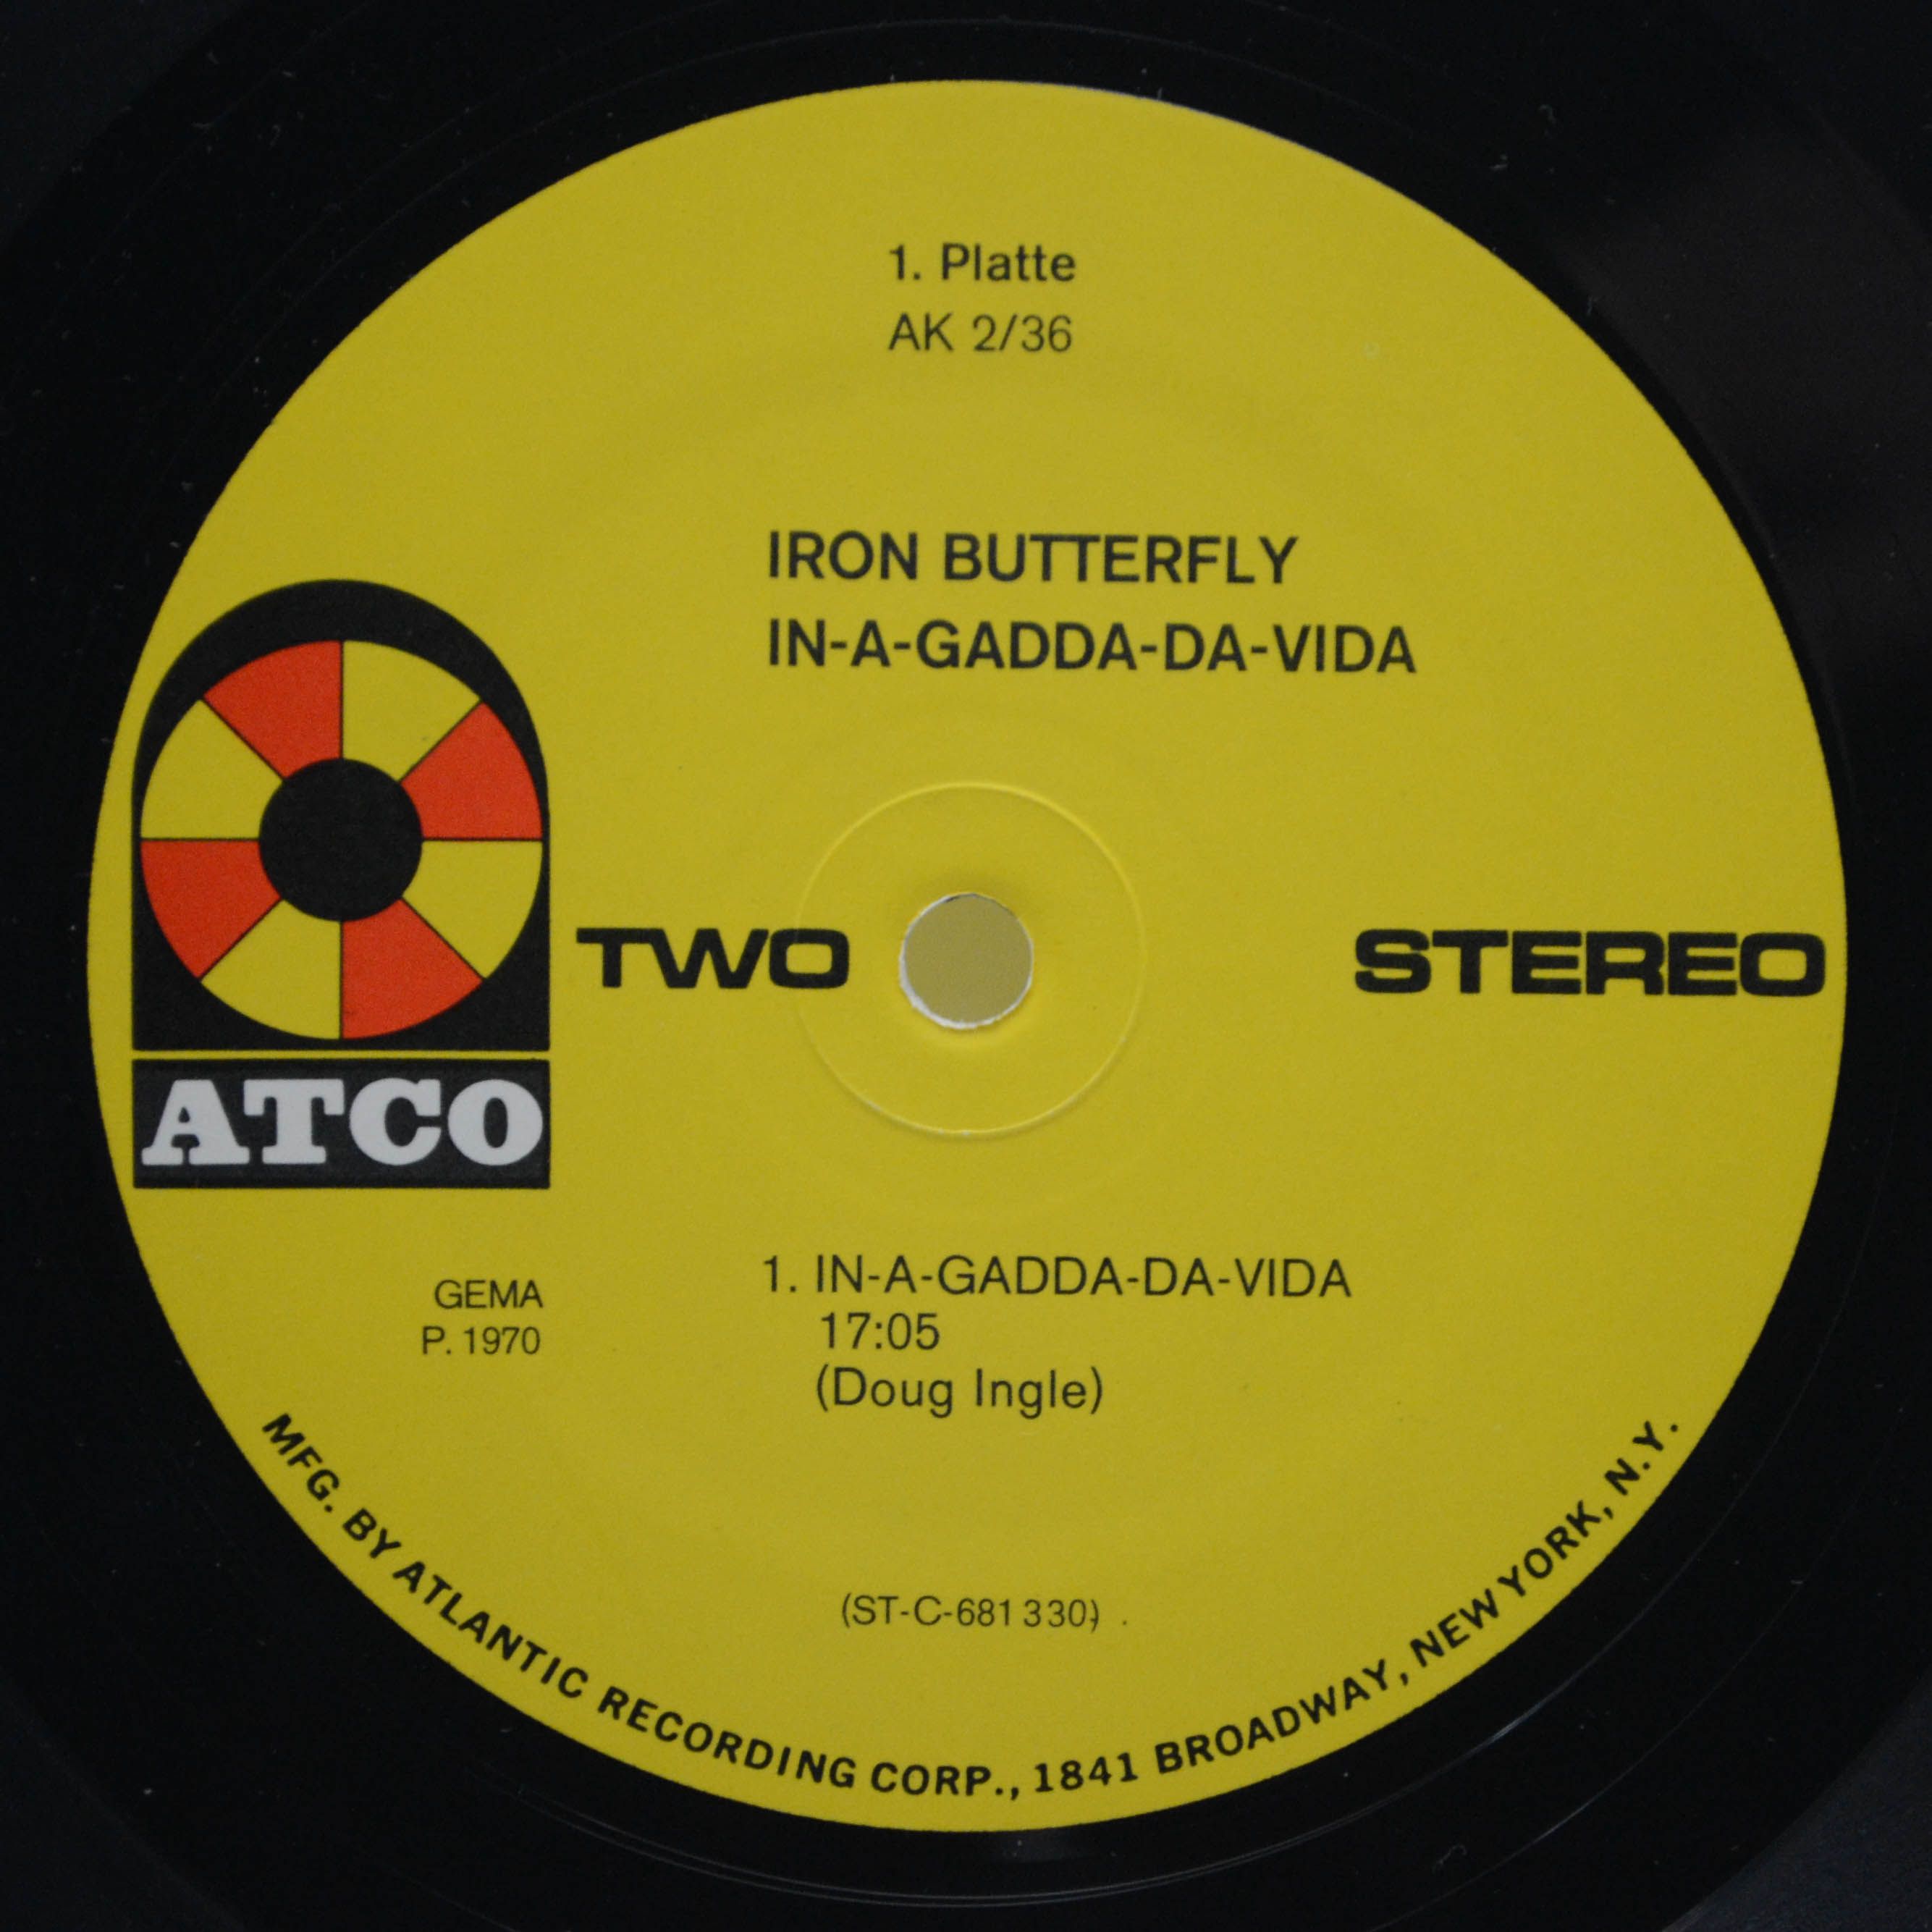 1. Platte
AK 2/36
IRON BUTTERFLY
IN-A-GADDA-DA-VIDA
TWO
STEREO
ATCO
GEMA
P. 1970
1. IN-A-GADDA-DA-VIDA
17:05
(Doug Ingle)
(ST-C-681 330)
MFG. BY ATLANTIC RECORDING CORP., 1841 BROADWAY, NEW YORK, N.Y.